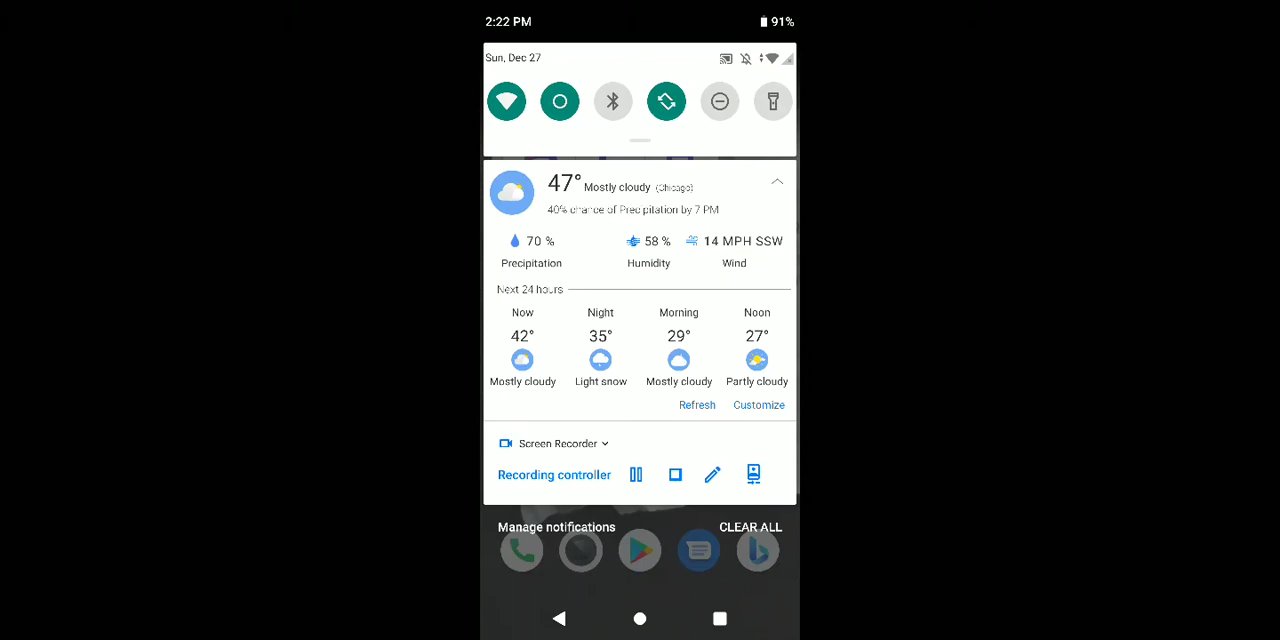 2:22 PM 91%
Sun, Dec 27
47° Mostly cloudy (Chicago)
40% chance of Precipitation by 7 PM
70 % 58 % 14 MPH SSW
Precipitation Humidity Wind
Next 24 hours
Now Night Morning Noon
42° 35° 29° 27°
Mostly cloudy Light snow Mostly cloudy Partly cloudy
Refresh Customize
Screen Recorder
Recording controller
Manage notifications CLEAR ALL